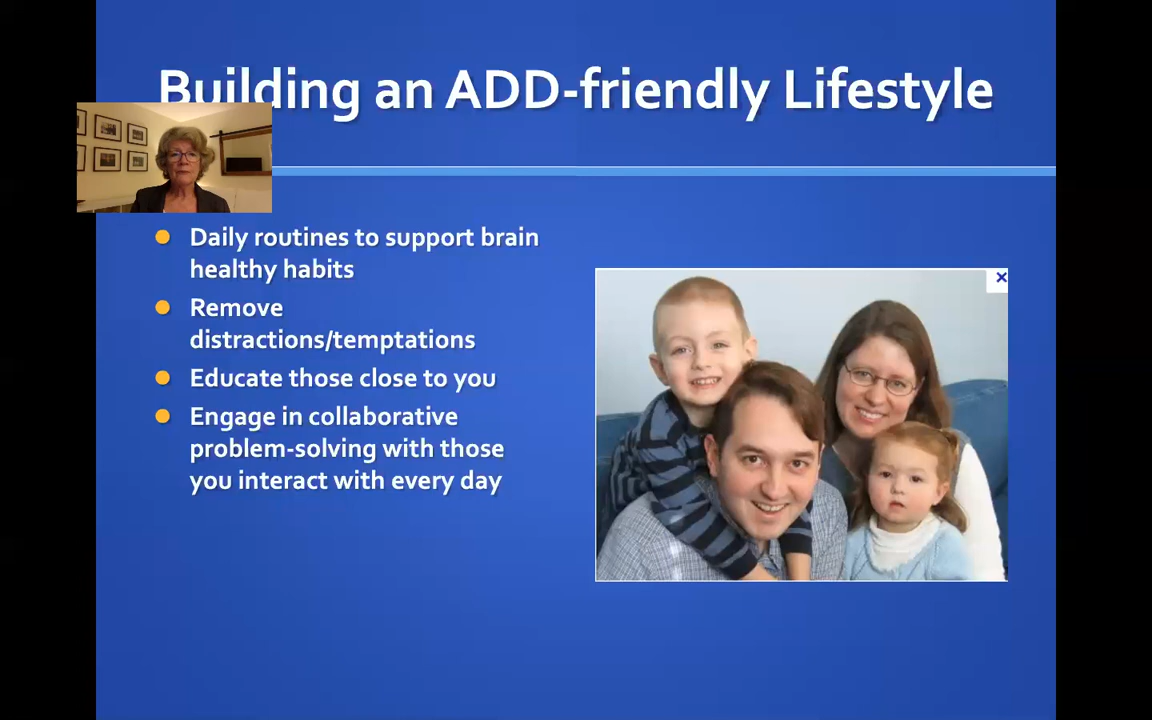 Building an ADD-friendly Lifestyle
Daily routines to support brain
healthy habits
Remove
distractions/temptations
Educate those close to you
Engage in collaborative
problem-solving with those
you interact with every day